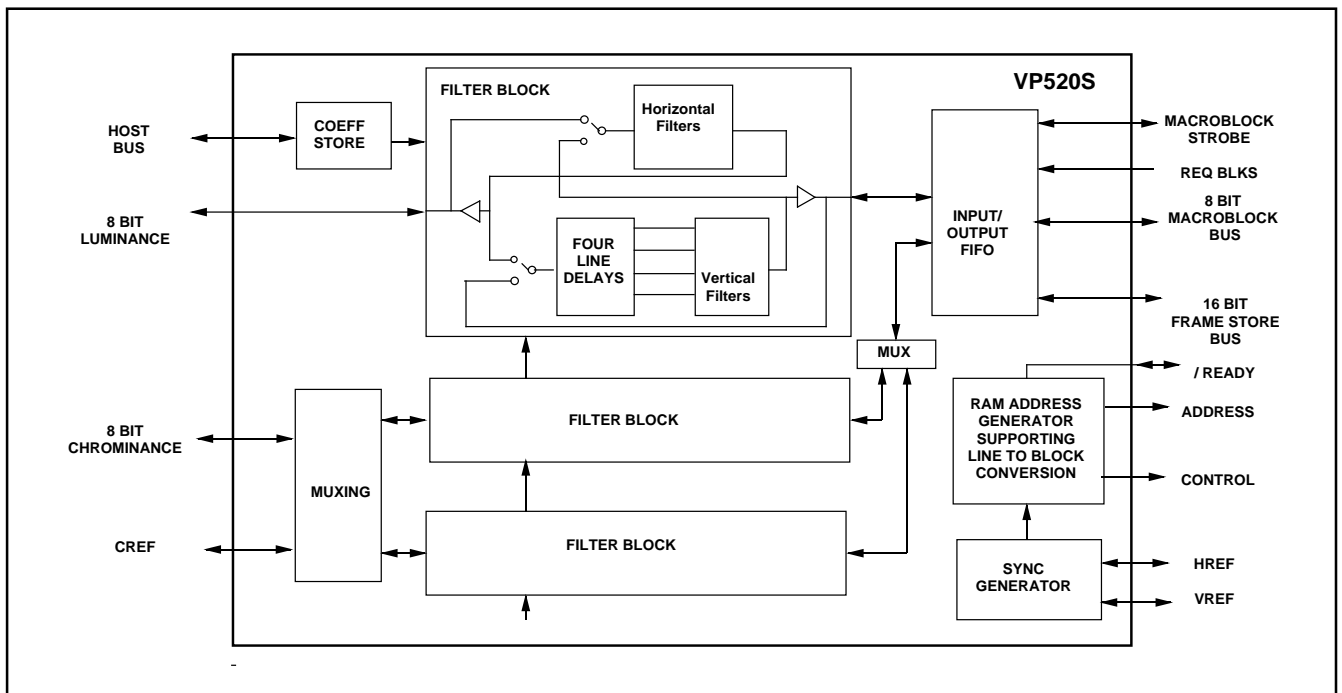 VP520S
FILTER BLOCK
Horizontal
Filters
HOST
BUS
COEFF
STORE
MACROBLOCK
STROBE
REQ BLKS
8 BIT
LUMINANCE
INPUT/
OUTPUT
FIFO
8 BIT
MACROBLOCK
BUS
FOUR
LINE
DELAYS
Vertical
Filters
16 BIT
FRAME STORE
BUS
MUX
/ READY
8 BIT
CHROMINANCE
MUXING
FILTER BLOCK
RAM ADDRESS
GENERATOR
SUPPORTING
LINE TO BLOCK
CONVERSION
ADDRESS
CONTROL
CREF
FILTER BLOCK
SYNC
GENERATOR
HREF
VREF